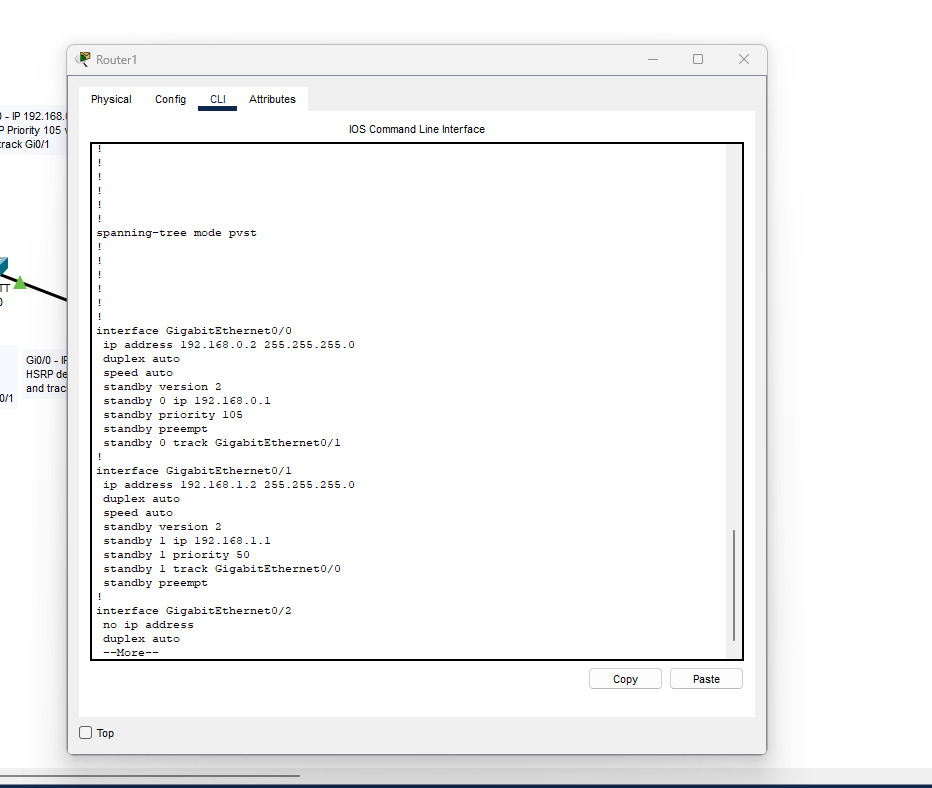 Router1
Physical Config CLI Attributes
IOS Command Line Interface
0 - IP 192.168.
P Priority 105
track Gi0/1
TT
0
0/1
Gi0/0 - IP
HSRP de
and trac
!
!
!
!
!
!
spanning-tree mode pvst
!
!
!
!
!
!
interface GigabitEthernet0/0
ip address 192.168.0.2 255.255.255.0
duplex auto
speed auto
standby version 2
standby 0 ip 192.168.0.1
standby priority 105
standby preempt
standby 0 track GigabitEthernet0/1
!
interface GigabitEthernet0/1
ip address 192.168.1.2 255.255.255.0
duplex auto
speed auto
standby version 2
standby 1 ip 192.168.1.1
standby 1 priority 50
standby 1 track GigabitEthernet0/0
standby preempt
!
interface GigabitEthernet0/2
no ip address
duplex auto
--More--
Copy Paste
Top